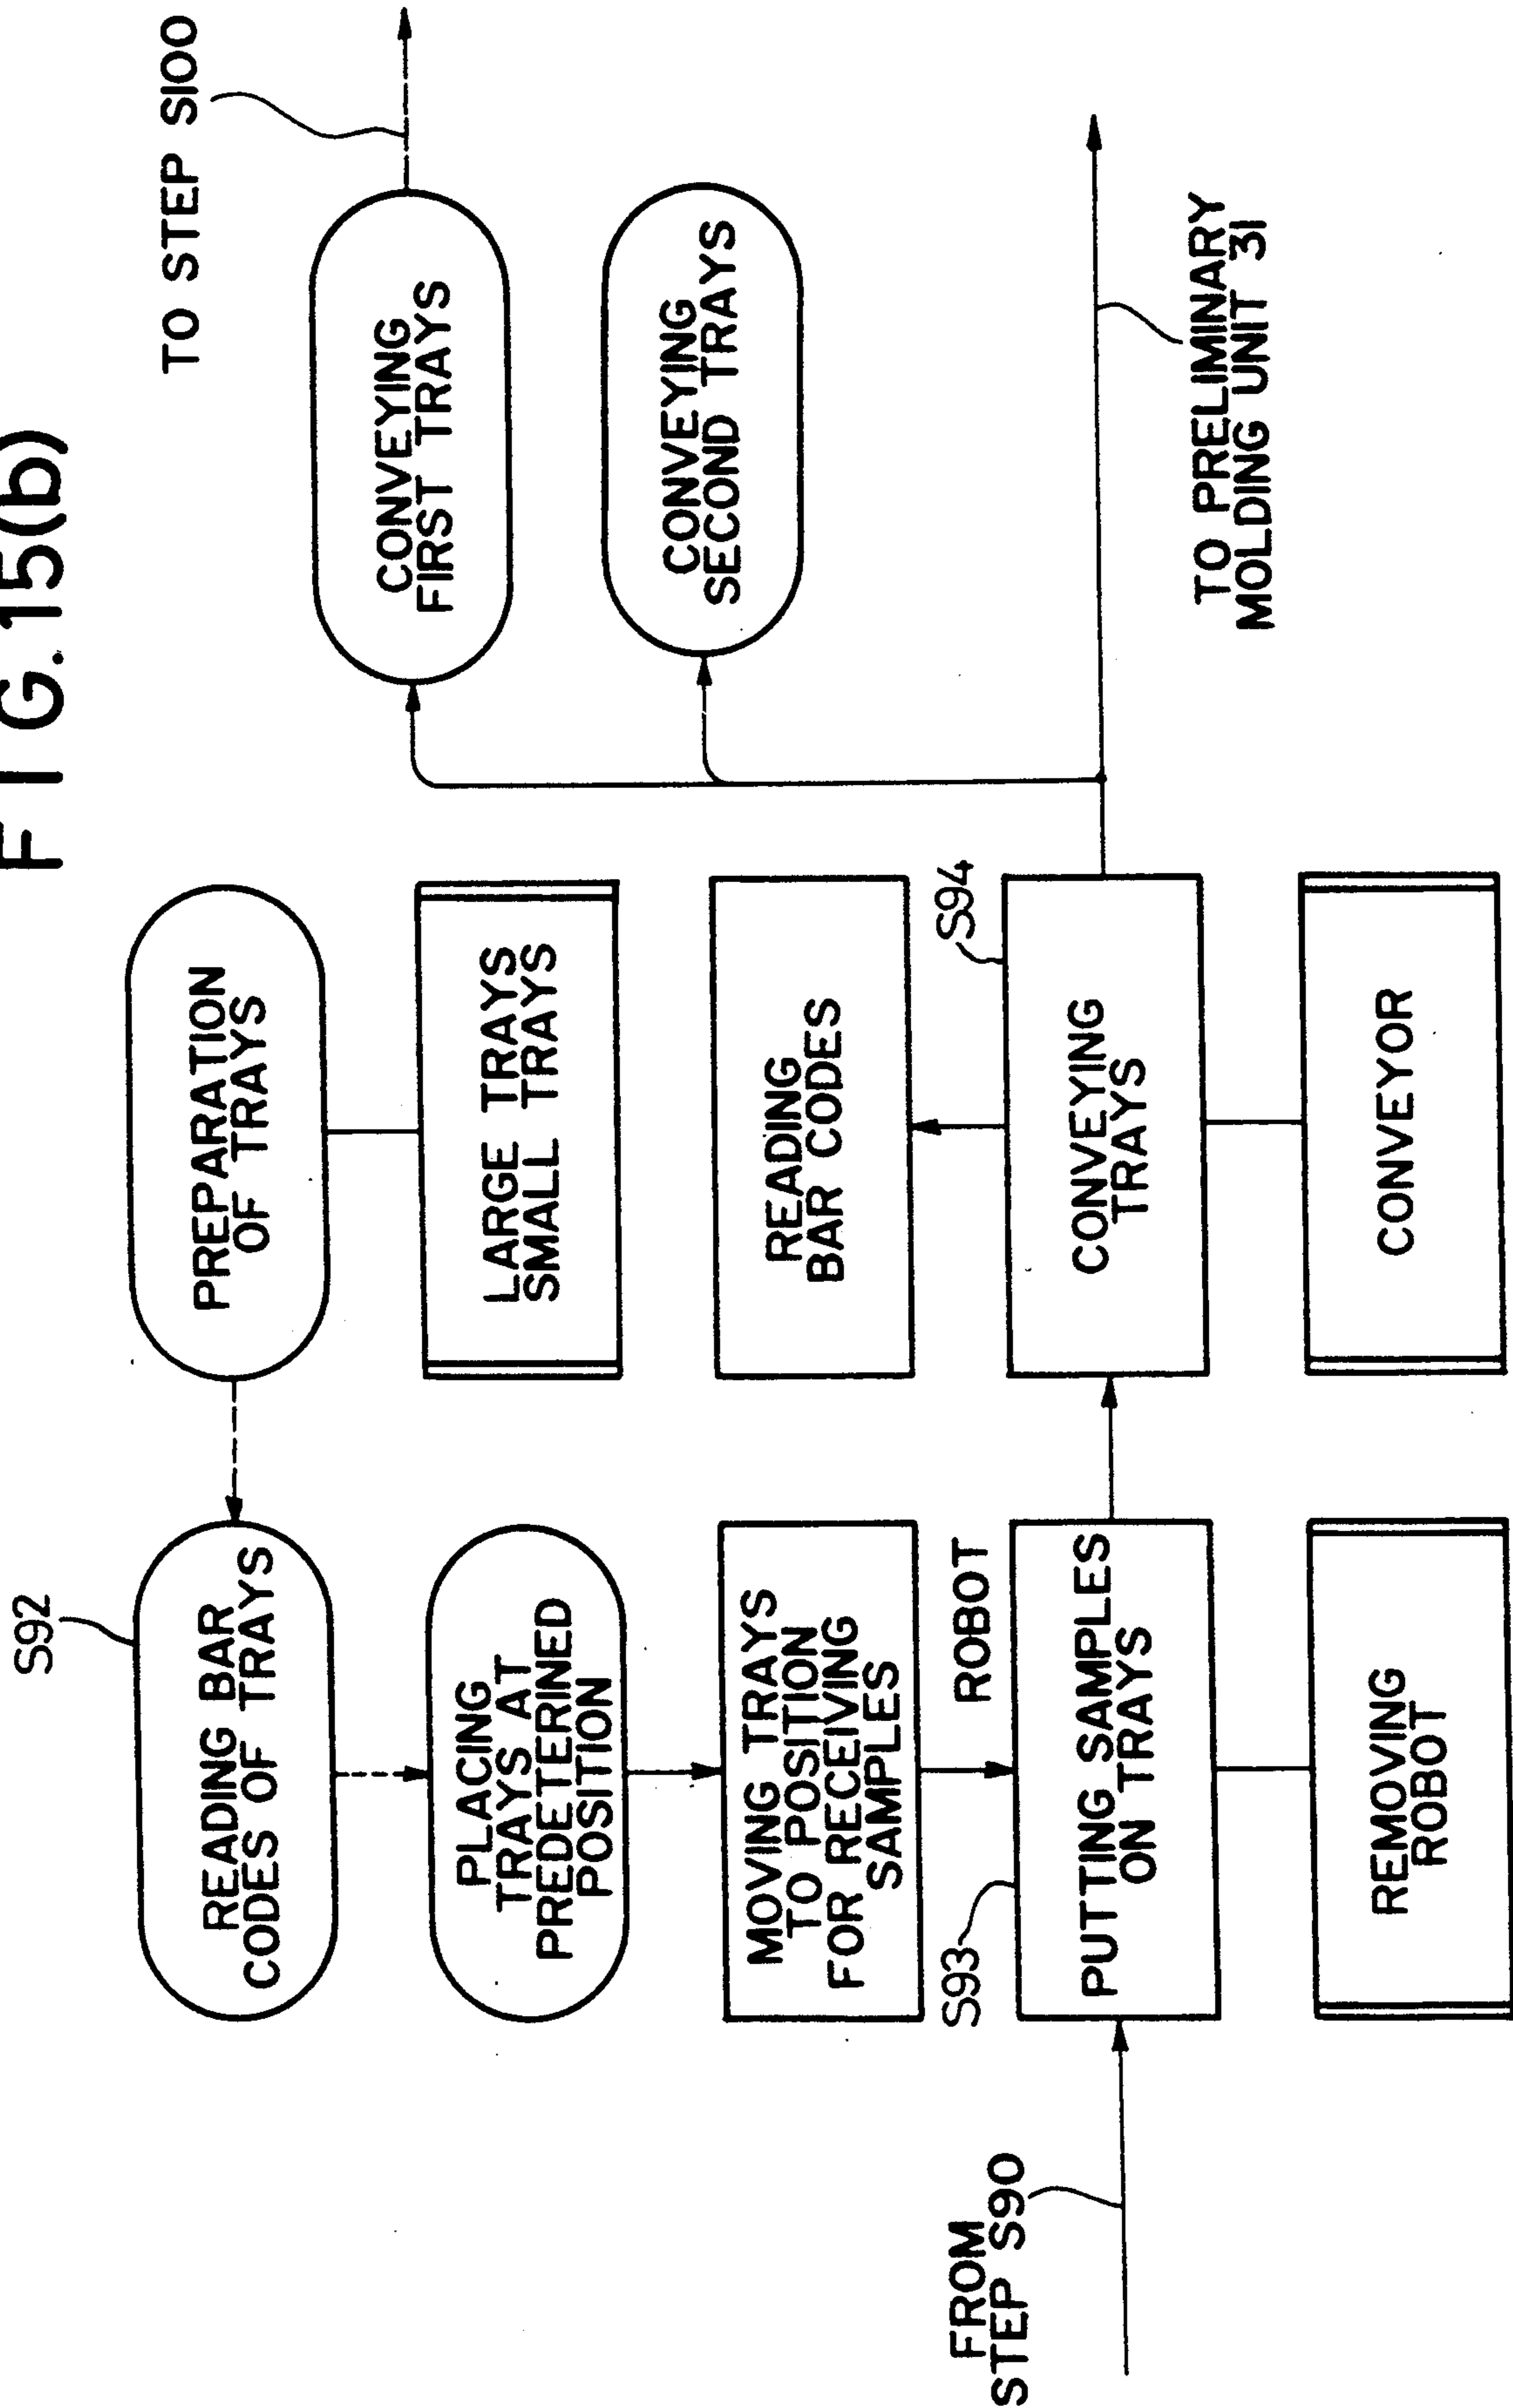 FIG.15(b)
S92
READING BAR
CODES OF TRAYS
PREPARATION
OF TRAYS
TO STEP S100
PLACING
TRAYS AT
PREDETERINED
POSITION
LARGE TRAYS
SMALL TRAYS
CONVEYING
FIRST TRAYS
MOVING TRAYS
TO POSITION
FOR RECEIVING
SAMPLES
READING
BAR CODES
CONVEYING
SECOND TRAYS
FROM
STEP S90
S93
ROBOT
PUTTING SAMPLES
ON TRAYS
S94
CONVEYING
TRAYS
TO PRELIMINARY
MOLDING UNIT 31
REMOVING
ROBOT
CONVEYOR